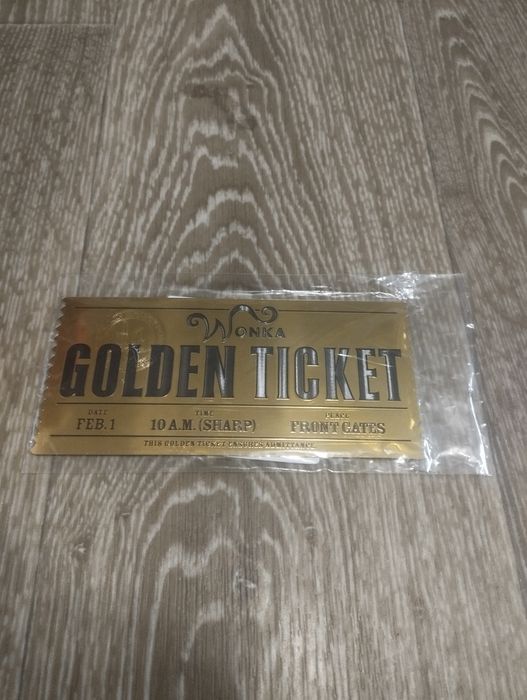 WONKA
GOLDEN TICKET
DATE TIME PLACE
FEB.1 10 A.M.(SHARP) FRONT GATES
THIS GOLDEN TICKET ENSURES ADMITTANCE